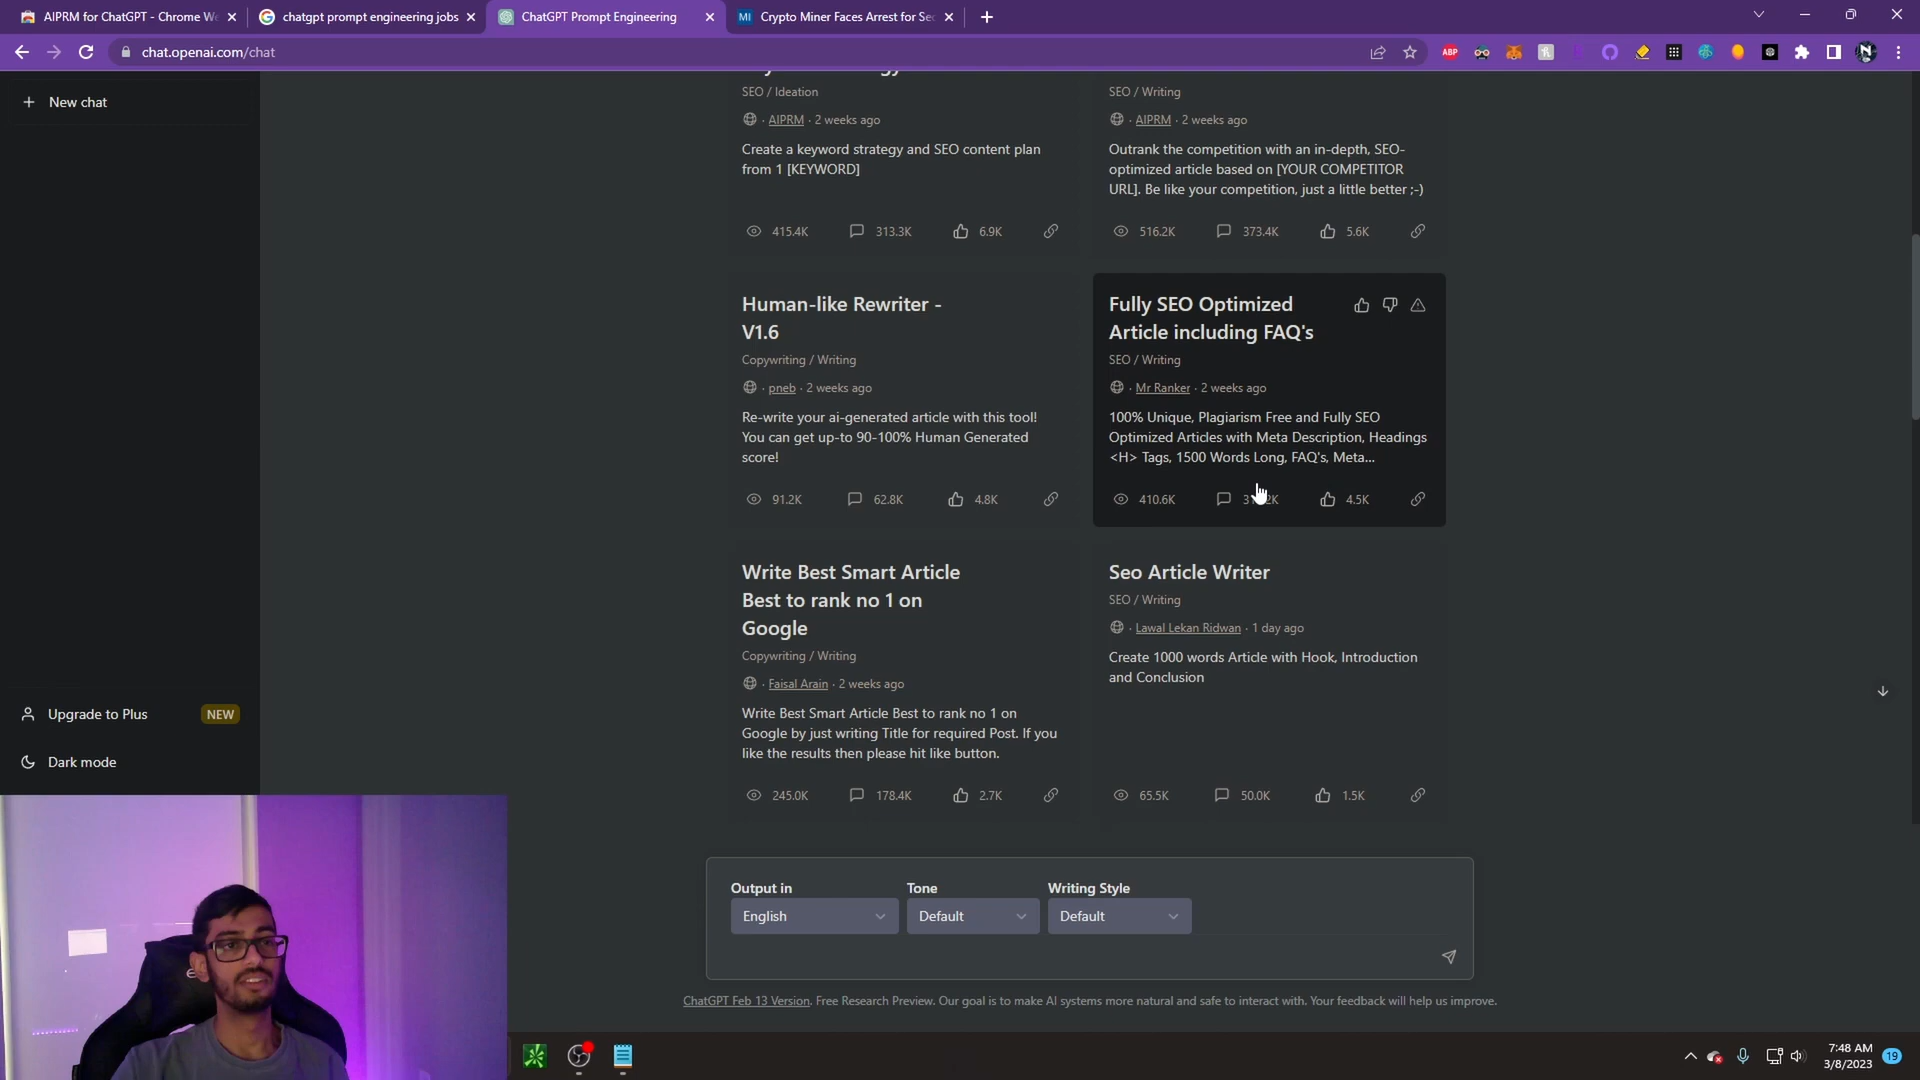 AIPRM for ChatGPT - Chrome We
chatgpt prompt engineering jobs
ChatGPT Prompt Engineering
MI
Crypto Miner Faces Arrest for Sec
chat.openai.com/chat
ABP
New chat
SEO / Ideation
AIPRM · 2 weeks ago
Create a keyword strategy and SEO content plan
from 1 [KEYWORD]
415.4K 313.3K 6.9K
SEO / Writing
AIPRM · 2 weeks ago
Outrank the competition with an in-depth, SEO-
optimized article based on [YOUR COMPETITOR
URL]. Be like your competition, just a little better ;-)
516.2K 373.4K 5.6K
Human-like Rewriter -
V1.6
Copywriting / Writing
· pneb · 2 weeks ago
Re-write your ai-generated article with this tool!
You can get up-to 90-100% Human Generated
score!
91.2K 62.8K 4.8K
Fully SEO Optimized
Article including FAQ's
SEO / Writing
· Mr Ranker · 2 weeks ago
100% Unique, Plagiarism Free and Fully SEO
Optimized Articles with Meta Description, Headings
<H> Tags, 1500 Words Long, FAQ's, Meta...
410.6K 4.5K
Write Best Smart Article
Best to rank no 1 on
Google
Copywriting / Writing
· Faisal Arain · 2 weeks ago
Write Best Smart Article Best to rank no 1 on
Google by just writing Title for required Post. If you
like the results then please hit like button.
245.0K 178.4K 2.7K
Seo Article Writer
SEO / Writing
· Lawal Lekan Ridwan · 1 day ago
Create 1000 words Article with Hook, Introduction
and Conclusion
65.5K 50.0K 1.5K
Upgrade to Plus NEW
Dark mode
Output in Tone Writing Style
English Default Default
ChatGPT Feb 13 Version. Free Research Preview. Our goal is to make AI systems more natural and safe to interact with. Your feedback will help us improve.
7:48 AM
3/8/2023
19